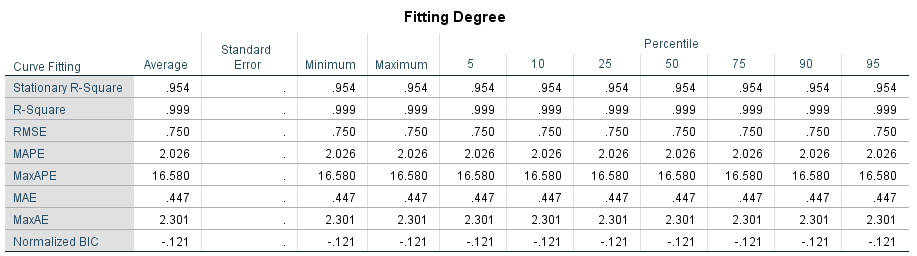 Fitting Degree
Percentile
Curve Fitting Average Standard Error Minimum Maximum 5 10 25 50 75 90 95
Stationary R-Square .954 . .954 .954 .954 .954 .954 .954 .954 .954 .954
R-Square .999 . .999 .999 .999 .999 .999 .999 .999 .999 .999
RMSE .750 . .750 .750 .750 .750 .750 .750 .750 .750 .750
MAPE 2.026 . 2.026 2.026 2.026 2.026 2.026 2.026 2.026 2.026 2.026
MaxAPE 16.580 . 16.580 16.580 16.580 16.580 16.580 16.580 16.580 16.580 16.580
MAE .447 . .447 .447 .447 .447 .447 .447 .447 .447 .447
MaxAE 2.301 . 2.301 2.301 2.301 2.301 2.301 2.301 2.301 2.301 2.301
Normalized BIC -.121 . -.121 -.121 -.121 -.121 -.121 -.121 -.121 -.121 -.121